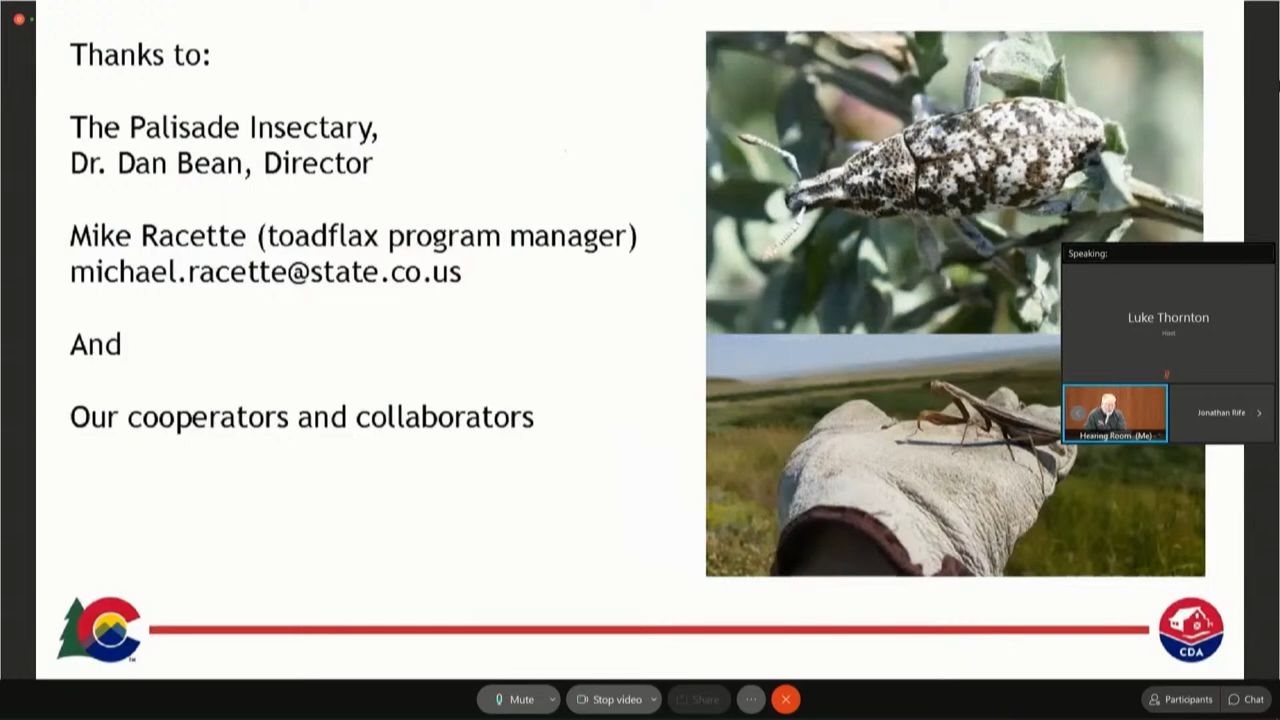 Thanks to:
The Palisade Insectary,
Dr. Dan Bean, Director
Mike Racette (toadflax program manager)
michael.racette@state.co.us
And
Our cooperators and collaborators
Speaking:
Luke Thornton
Host
Hearing Room (Me)
Jonathan Rife
CDA
Mute
Stop video
Share
Participants
Chat